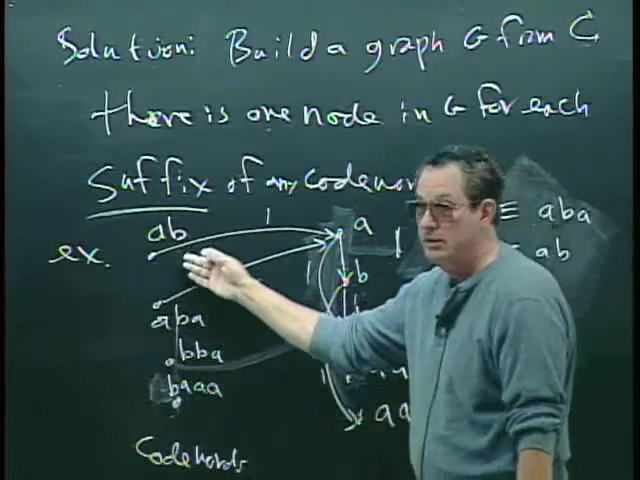 Solution: Build a graph G from C
there is one node in G for each
Suffix of any codewor
ab 1 a ≡ aba
ex. 1 b ab
aba
bba
baaa aa
Codewords